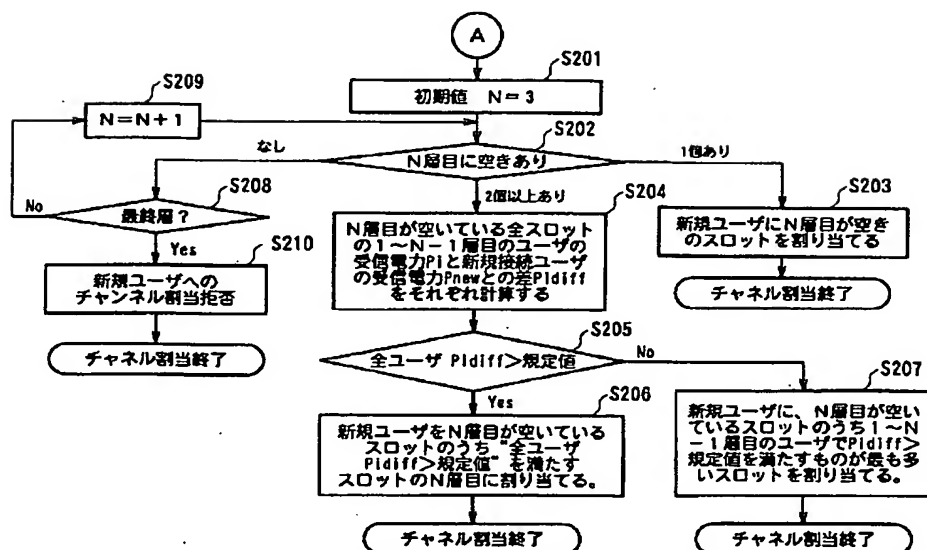 A
S201
初期値 N=3
S209
N=N+1
S202
N層目に空きあり
なし
1個あり
2個以上あり
S208
最終層?
No
Yes
S204
N層目が空いている全スロット
の1~N-1層目のユーザの
受信電力Piと新規接続ユーザ
の受信電力Pnewとの差Pidiff
をそれぞれ計算する
S203
新規ユーザにN層目が空き
のスロットを割り当てる
チャネル割当終了
S210
新規ユーザへの
チャンネル割当拒否
チャネル割当終了
S205
全ユーザ Pidiff>規定値
No
Yes
S206
新規ユーザをN層目が空いている
スロットのうち"全ユーザ
Pidiff>規定値"を満たす
スロットのN層目に割り当てる。
チャネル割当終了
S207
新規ユーザに、N層目が空い
ているスロットのうち1~N
-1層目のユーザでPidiff>
規定値を満たすものが最も多
いスロットを割り当てる。
チャネル割当終了